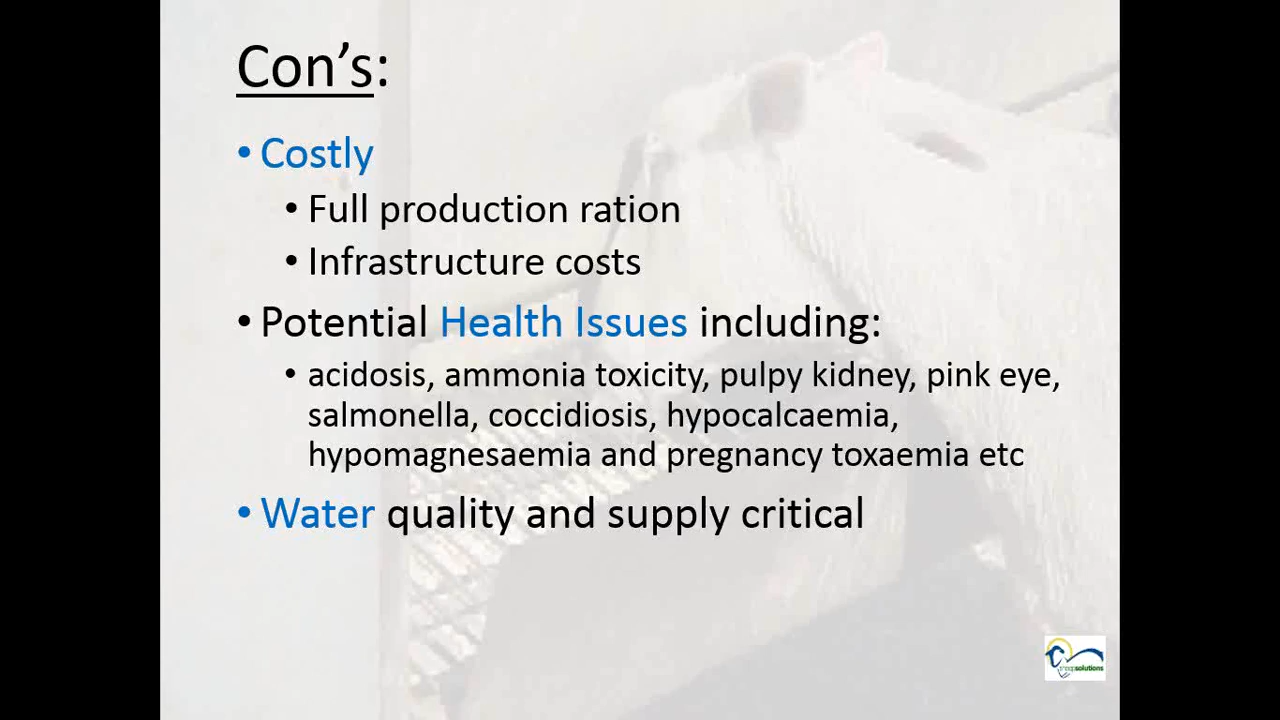 Con’s:
• Costly
• Full production ration
• Infrastructure costs
• Potential Health Issues including:
• acidosis, ammonia toxicity, pulpy kidney, pink eye,
salmonella, coccidiosis, hypocalcaemia,
hypomagnesaemia and pregnancy toxaemia etc
• Water quality and supply critical